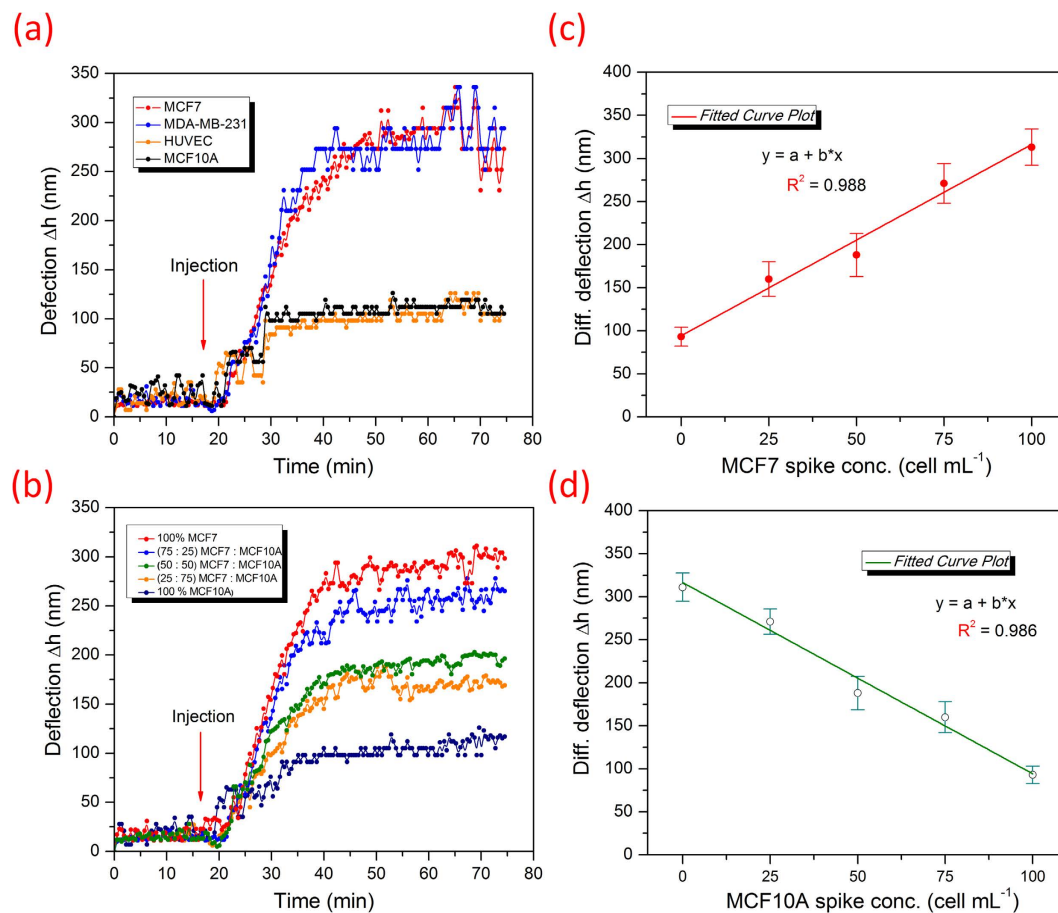 (a)
350
300
250
200
150
100
50
0
Defection Δh (nm)
MCF7
MDA-MB-231
HUVEC
MCF10A
Injection
0 10 20 30 40 50 60 70 80
Time (min)
(c)
400
350
300
250
200
150
100
50
0
Diff. deflection Δh (nm)
Fitted Curve Plot
y = a + b*x
R² = 0.988
0 25 50 75 100
MCF7 spike conc. (cell mL⁻¹)
(b)
350
300
250
200
150
100
50
0
Deflection Δh (nm)
100% MCF7
(75 : 25) MCF7 : MCF10A
(50 : 50) MCF7 : MCF10A
(25 : 75) MCF7 : MCF10A
100 % MCF10A)
Injection
0 10 20 30 40 50 60 70 80
Time (min)
(d)
400
350
300
250
200
150
100
50
0
Diff. deflection Δh (nm)
Fitted Curve Plot
y = a + b*x
R² = 0.986
0 25 50 75 100
MCF10A spike conc. (cell mL⁻¹)